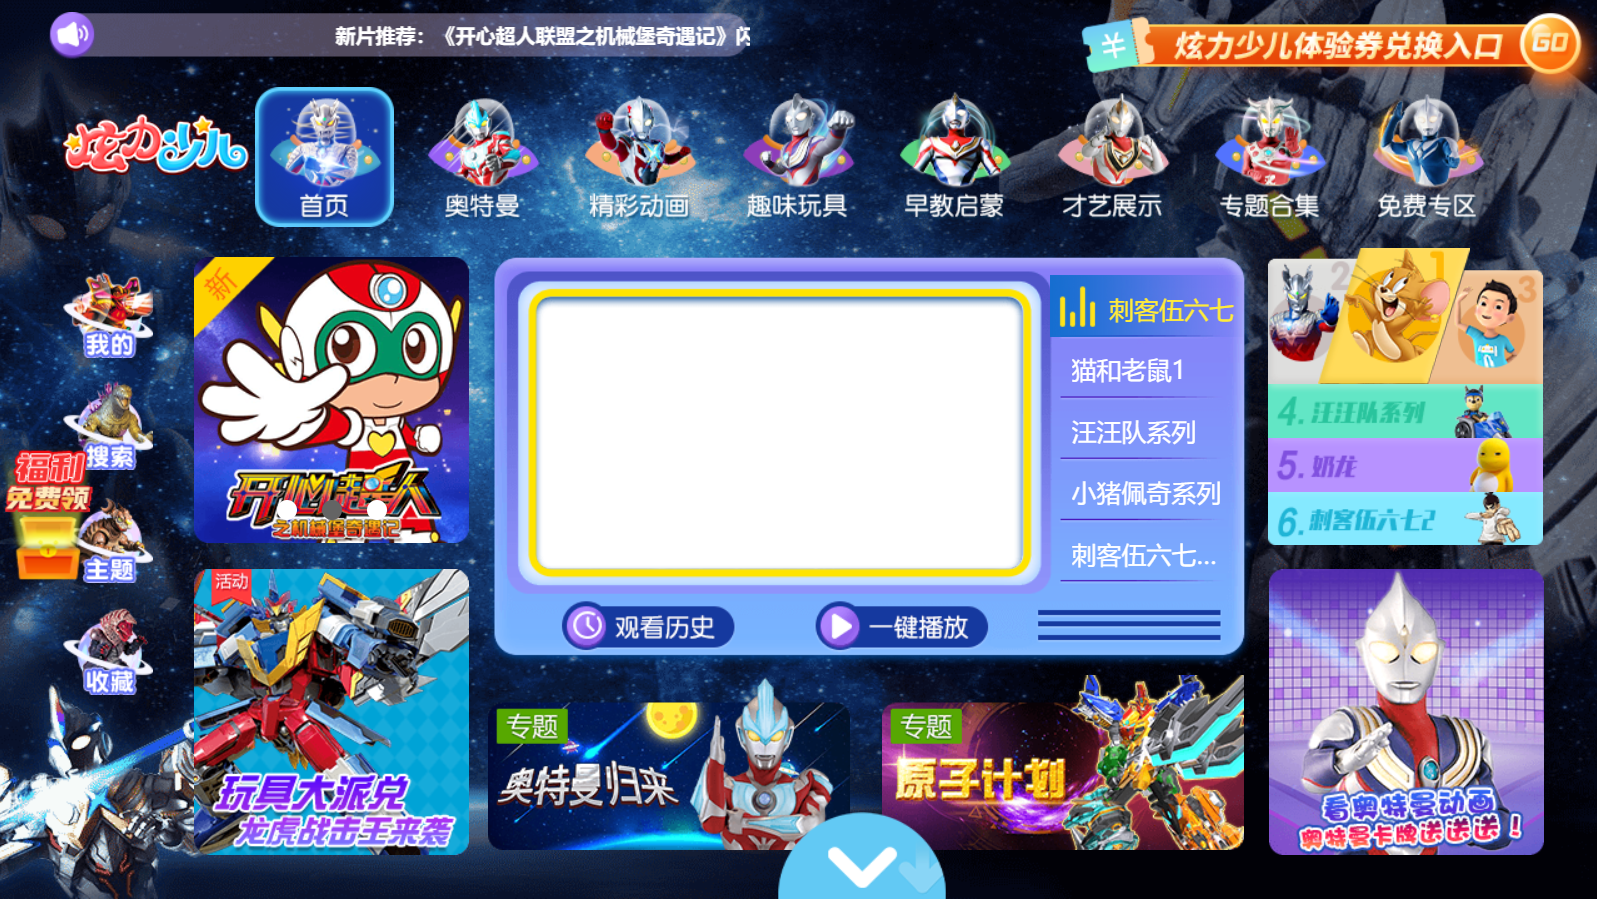 新片推荐：《开心超人联盟之机械堡奇遇记》闪
¥ 炫力少儿体验券兑换入口 GO
炫力少儿
首页
奥特曼
精彩动画
趣味玩具
早教启蒙
才艺展示
专题合集
免费专区
我的
搜索
福利
免费领
主题
收藏
新
开心超人
之机械堡奇遇记
活动
玩具大派兑
龙虎战击王来袭
刺客伍六七
猫和老鼠1
汪汪队系列
小猪佩奇系列
刺客伍六七...
观看历史
一键播放
专题
奥特曼归来
专题
原子计划
2 1 3
4. 汪汪队系列
5. 奶龙
6. 刺客伍六七2
看奥特曼动画
奥特曼卡牌送送送！